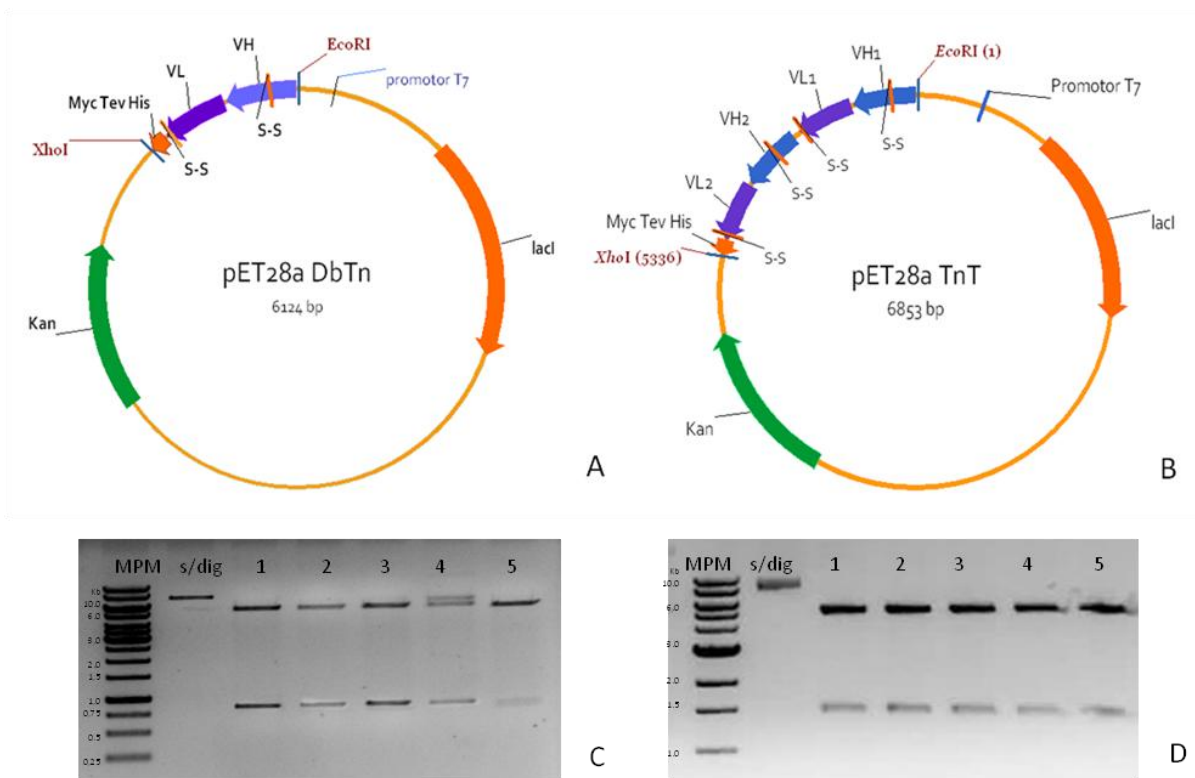 VH
EcoRI
VL
promotor T7
Myc Tev His
S-S
XhoI
S-S
lacI
pET28a DbTn
6124 bp
Kan
A
VH1
EcoRI (1)
VL1
Promotor T7
VH2
S-S
S-S
VL2
S-S
Myc Tev His
lacI
XhoI (5336)
S-S
pET28a TnT
6853 bp
Kan
B
MPM s/dig 1 2 3 4 5
Kb
10.0
6.0
3.0
2.0
1.5
1.0
0.75
0.5
0.25
C
MPM s/dig 1 2 3 4 5
Kb
10.0
6.0
3.0
2.0
1.5
1.0
D